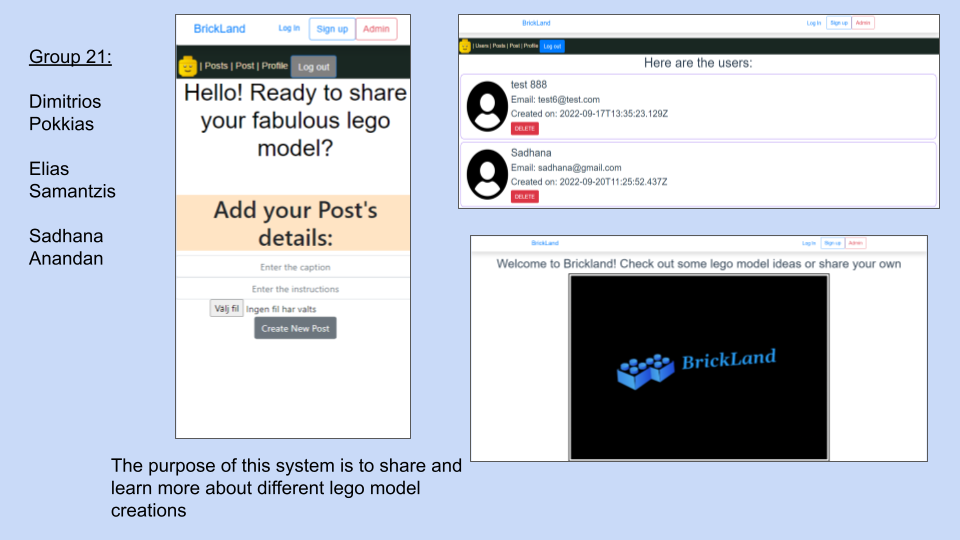 Group 21:
Dimitrios
Pokkias
Elias
Samantzis
Sadhana
Anandan
BrickLand Log in Sign up Admin
| Posts | Post | Profile Log out
Hello! Ready to share
your fabulous lego
model?
Add your Post's
details:
Enter the caption
Enter the instructions
Välj fil Ingen fil har valts
Create New Post
The purpose of this system is to share and
learn more about different lego model
creations
BrickLand Log in Sign up Admin
| Users | Posts | Post | Profile Log out
Here are the users:
test 888
Email: test6@test.com
Created on: 2022-09-17T13:35:23.129Z
DELETE
Sadhana
Email: sadhana@gmail.com
Created on: 2022-09-20T11:25:52.437Z
DELETE
BrickLand Log in Sign up Admin
Welcome to Brickland! Check out some lego model ideas or share your own
BrickLand